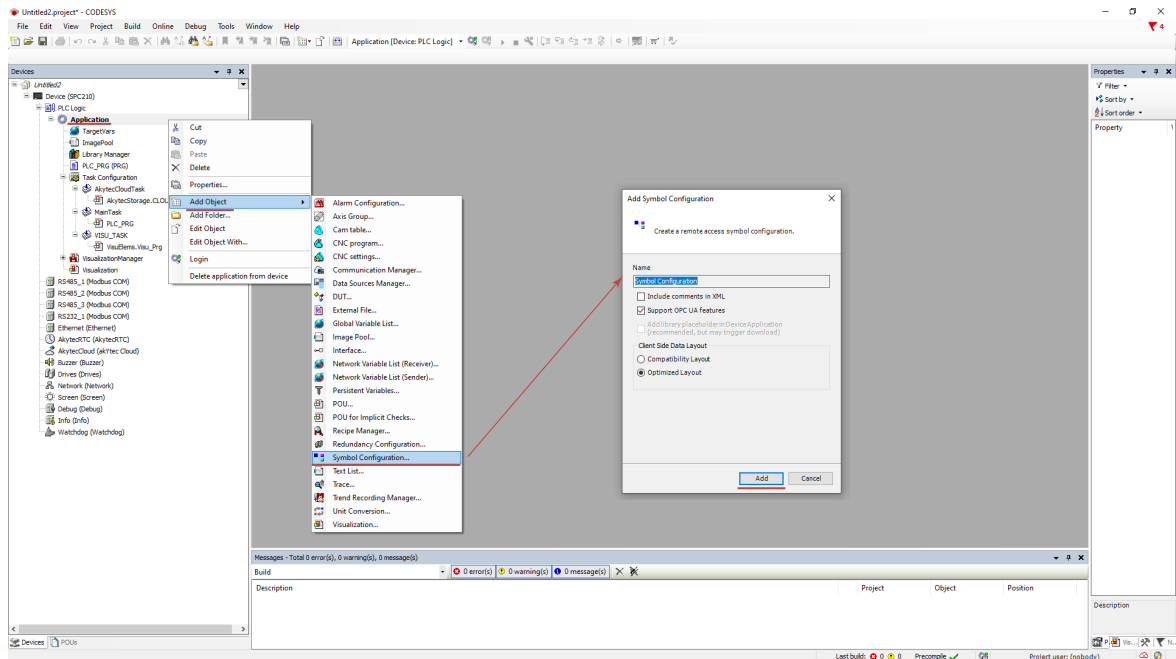 Untitled2.project* - CODESYS
File Edit View Project Build Online Debug Tools Window Help
4
Application [Device: PLC Logic]
Devices
Untitled2
Device (SPC210)
PLC Logic
Application
TargetVars
ImagePool
Library Manager
PLC_PRG (PRG)
Task Configuration
AkytecCloudTask
AkytecStorage.CLOU
MainTask
PLC_PRG
VISU_TASK
VisuElems.Visu_Prg
VisualizationManager
Visualization
RS485_1 (Modbus COM)
RS485_2 (Modbus COM)
RS485_3 (Modbus COM)
RS232_1 (Modbus COM)
Ethernet (Ethernet)
AkytecRTC (AkytecRTC)
AkytecCloud (akYtec Cloud)
Buzzer (Buzzer)
Drives (Drives)
Network (Network)
Screen (Screen)
Debug (Debug)
Info (Info)
Watchdog (Watchdog)
Devices POUs
Cut
Copy
Paste
Delete
Properties...
Add Object
Add Folder...
Edit Object
Edit Object With...
Login
Delete application from device
Alarm Configuration...
Axis Group...
Cam table...
CNC program...
CNC settings...
Communication Manager...
Data Sources Manager...
DUT...
External File...
Global Variable List...
Image Pool...
Interface...
Network Variable List (Receiver)...
Network Variable List (Sender)...
Persistent Variables...
POU...
POU for Implicit Checks...
Recipe Manager...
Redundancy Configuration...
Symbol Configuration...
Text List...
Trace...
Trend Recording Manager...
Unit Conversion...
Visualization...
Add Symbol Configuration
Create a remote access symbol configuration.
Name
Symbol Configuration
Include comments in XML
Support OPC UA features
Add library placeholder in Device Application
(recommended, but may trigger download)
Client Side Data Layout
Compatibility Layout
Optimized Layout
Add Cancel
Properties
Filter
Sort by
Sort order
Property
Description
P Vis... N
Messages - Total 0 error(s), 0 warning(s), 0 message(s)
Build 0 error(s) 0 warning(s) 0 message(s)
Description Project Object Position
Last build: 0 0 Precompile Project user: (nobody)